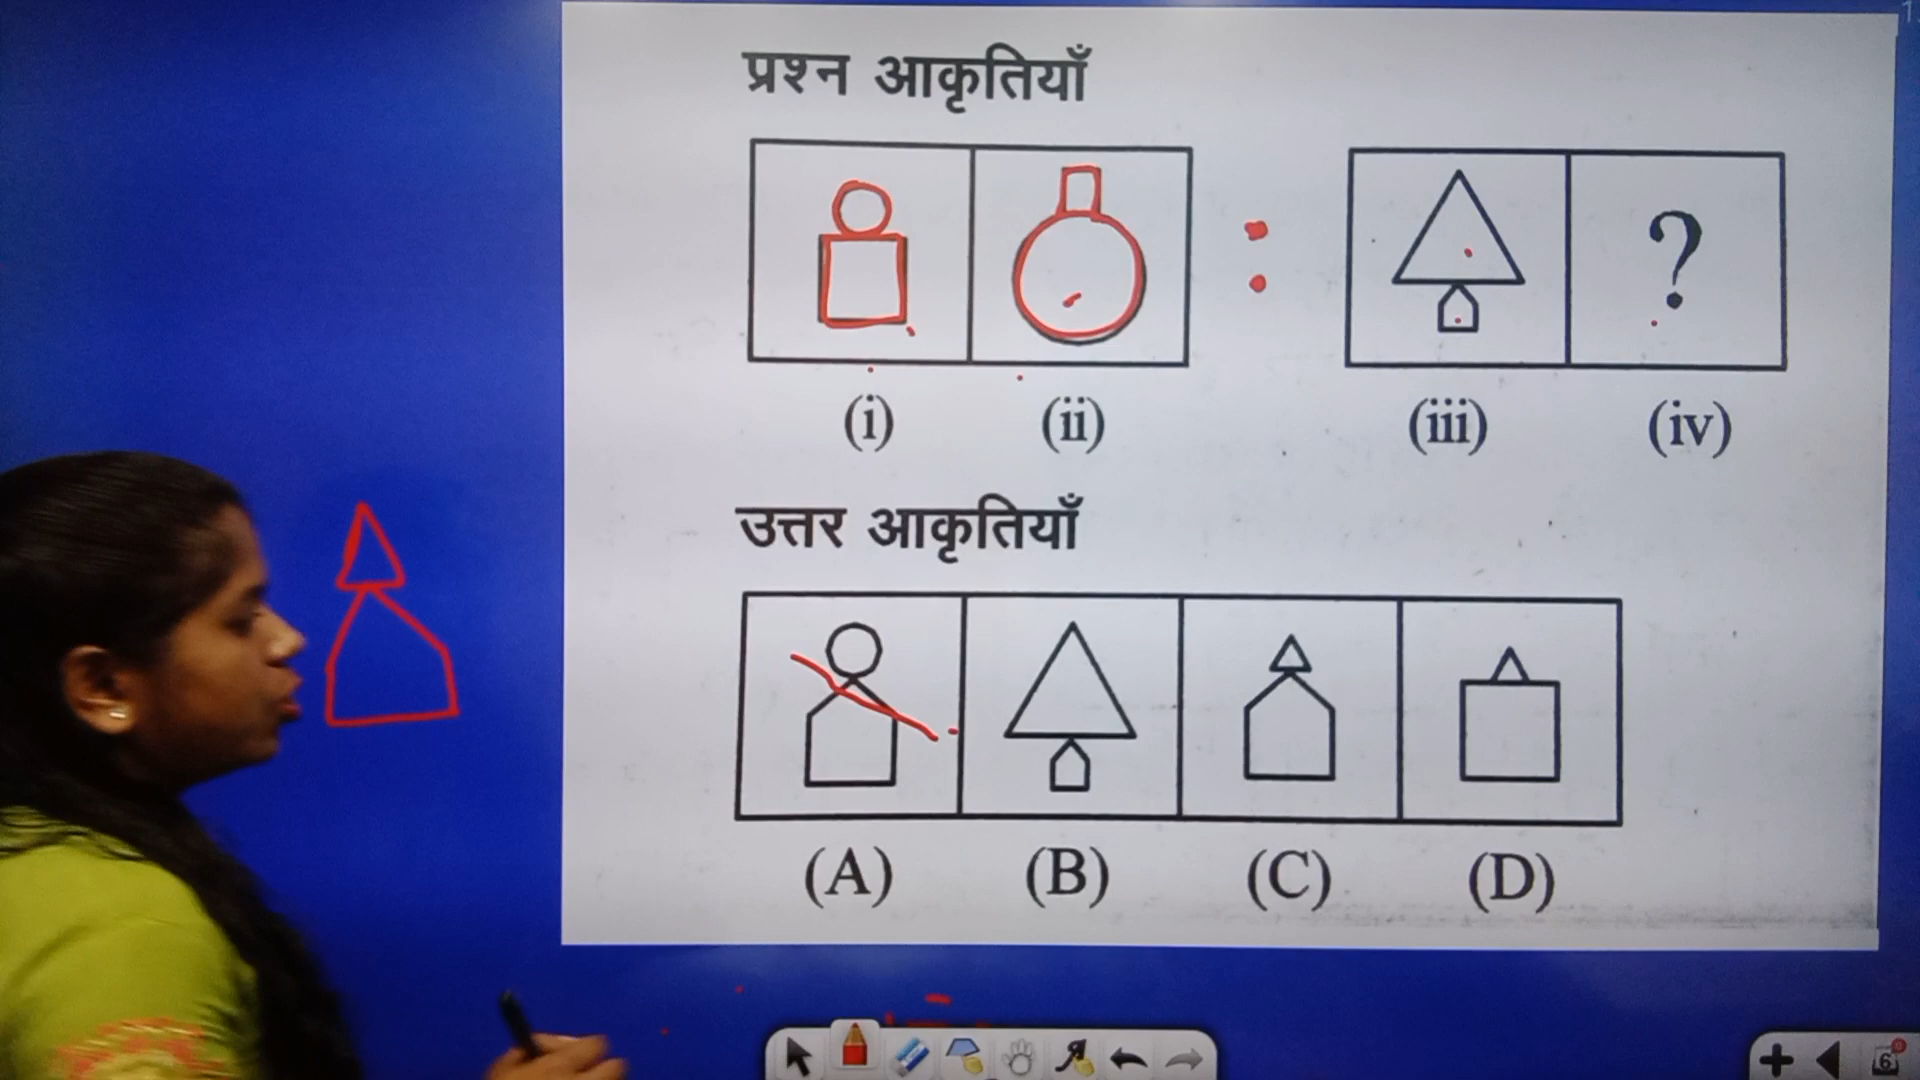 प्रश्न आकृतियाँ
?
(i) (ii) (iii) (iv)
उत्तर आकृतियाँ
(A) (B) (C) (D)